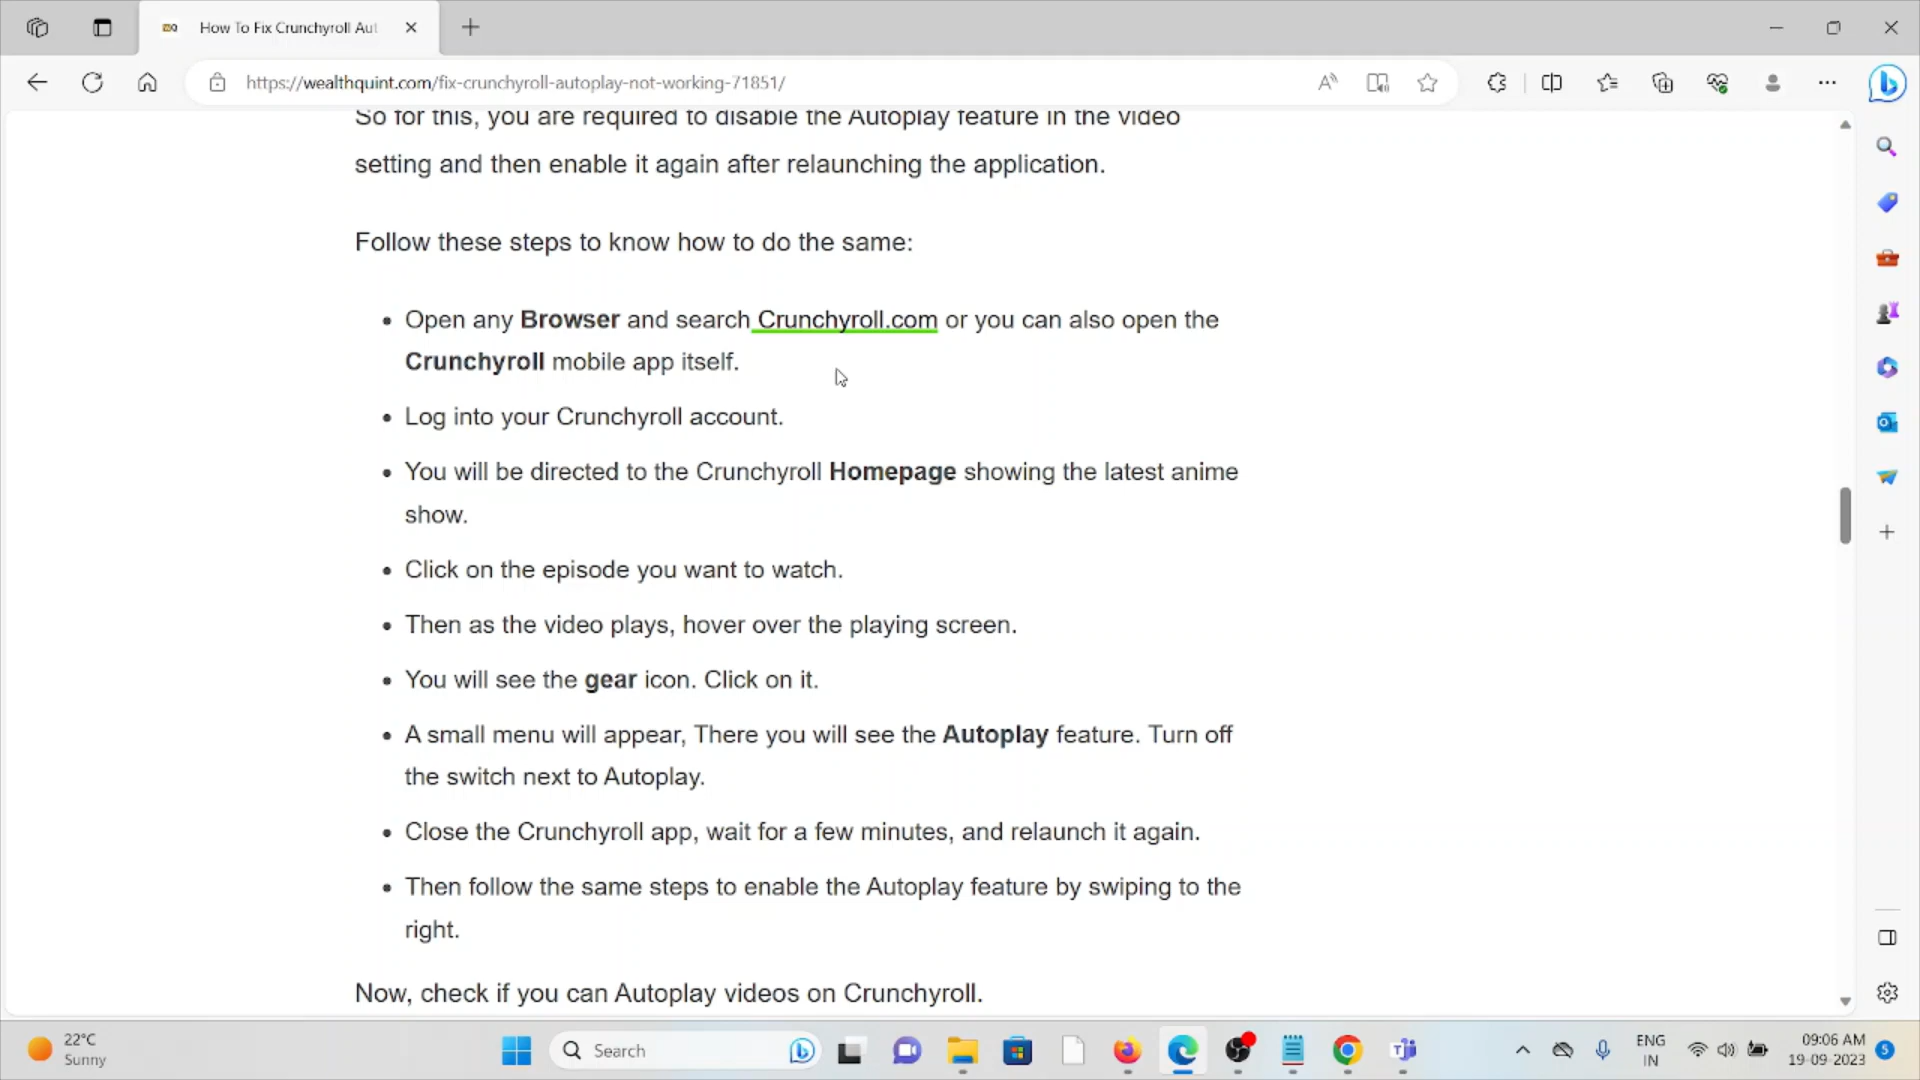 How To Fix Crunchyroll Aut
https://wealthquint.com/fix-crunchyroll-autoplay-not-working-71851/
So for this, you are required to disable the Autoplay feature in the video
setting and then enable it again after relaunching the application.
Follow these steps to know how to do the same:
• Open any Browser and search Crunchyroll.com or you can also open the
Crunchyroll mobile app itself.
• Log into your Crunchyroll account.
• You will be directed to the Crunchyroll Homepage showing the latest anime
show.
• Click on the episode you want to watch.
• Then as the video plays, hover over the playing screen.
• You will see the gear icon. Click on it.
• A small menu will appear, There you will see the Autoplay feature. Turn off
the switch next to Autoplay.
• Close the Crunchyroll app, wait for a few minutes, and relaunch it again.
• Then follow the same steps to enable the Autoplay feature by swiping to the
right.
Now, check if you can Autoplay videos on Crunchyroll.
22°C
Sunny
Search
ENG
IN
09:06 AM
19-09-2023
5